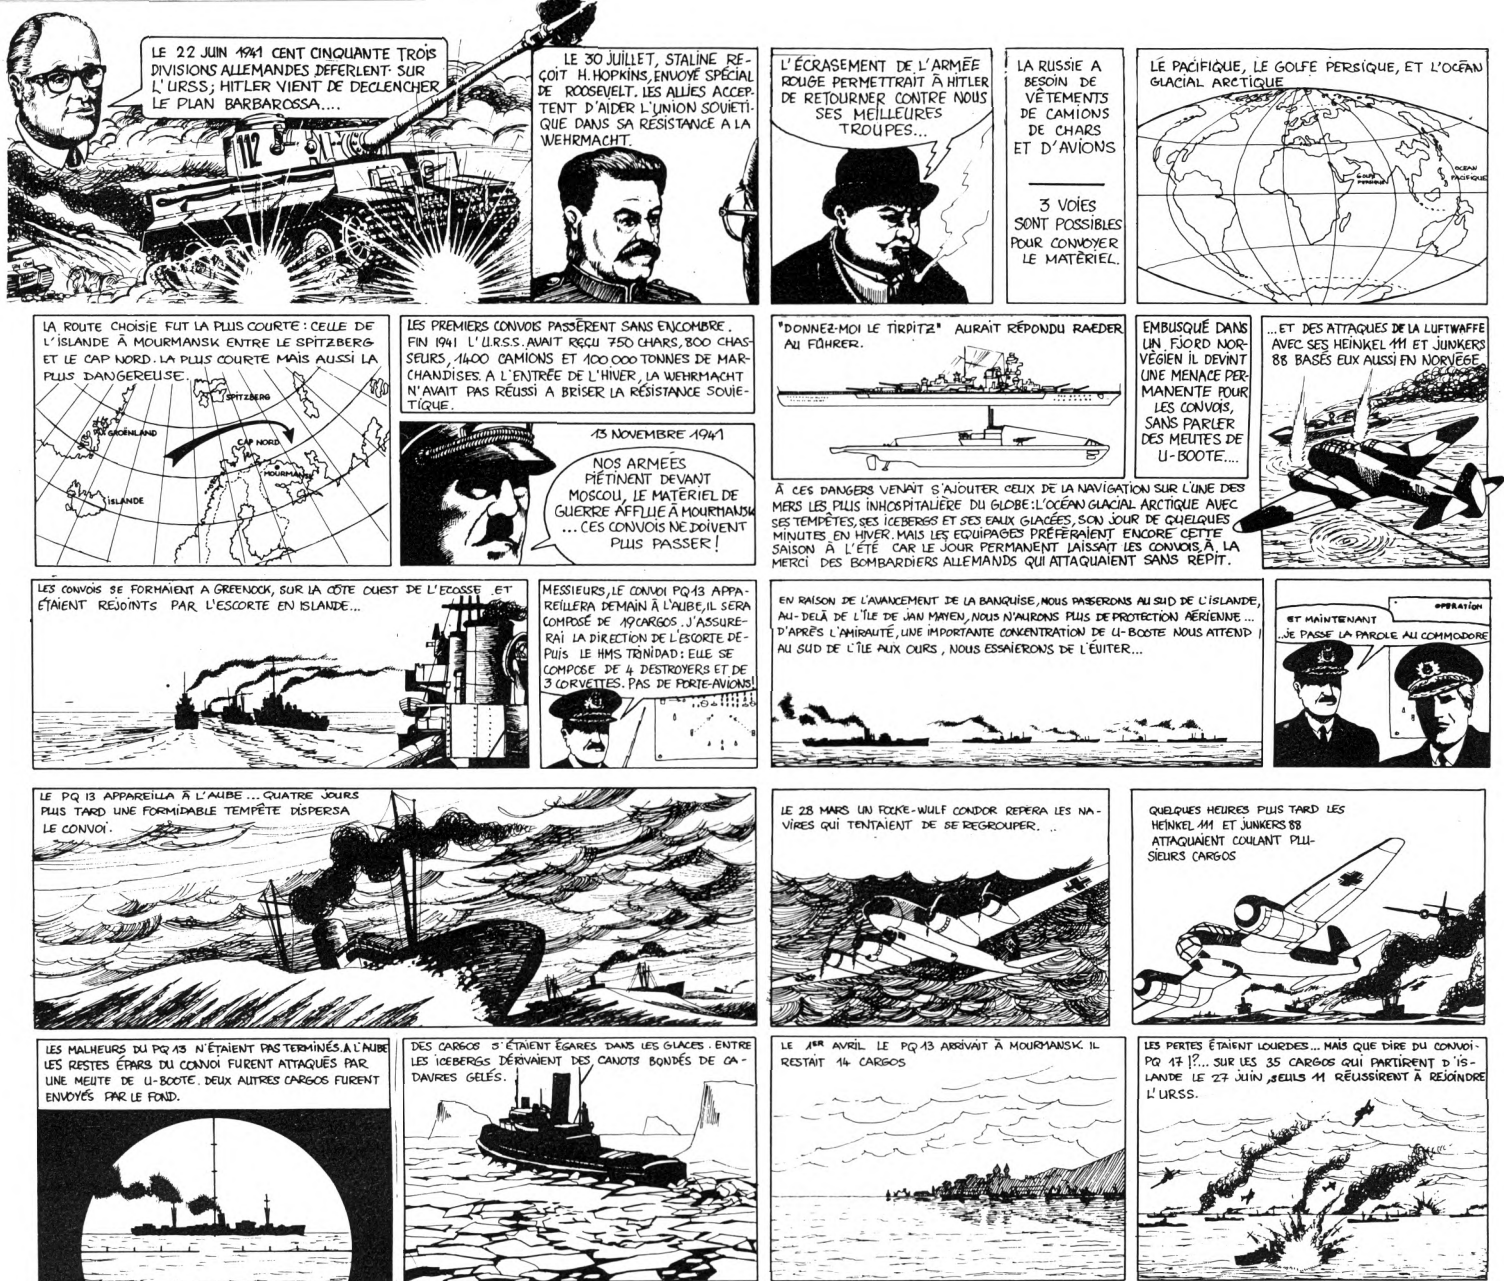 LE 22 JUIN 1941 CENT CINQUANTE TROIS
DIVISIONS ALLEMANDES DEFERLENT SUR
L'URSS; HITLER VIENT DE DECLENCHER
LE PLAN BARBAROSSA....
112
LE 30 JUILLET, STALINE RE-
ÇOIT H. HOPKINS, ENVOYÉ SPÉCIAL
DE ROOSEVELT. LES ALLIES ACCEP-
TENT D'AIDER L'UNION SOVIETI-
QUE DANS SA RÉSISTANCE A LA
WEHRMACHT.
L'ÉCRASEMENT DE L'ARMÉE
ROUGE PERMETTRAIT À HITLER
DE RETOURNER CONTRE NOUS
SES MEILLEURES
TROUPES...
LA RUSSIE A
BESOIN DE
VÊTEMENTS
DE CAMIONS
DE CHARS
ET D'AVIONS
3 VOIES
SONT POSSIBLES
POUR CONVOYER
LE MATÈRIEL.
LE PACIFIQUE, LE GOLFE PERSIQUE, ET L'OCÉAN
GLACIAL ARCTIQUE
OCEAN
PACIFIQUE
GOLFE
PERSIQUE
LA ROUTE CHOISIE FUT LA PLUS COURTE : CELLE DE
L'ISLANDE À MOURMANSK ENTRE LE SPITZBERG
ET LE CAP NORD. LA PLUS COURTE MAIS AUSSI LA
PLUS DANGEREUSE.
SPITZBERG
GROËNLAND
CAP NORD
MOURMANSK
ISLANDE
LES PREMIERS CONVOIS PASSÈRENT SANS ENCOMBRE.
FIN 1941 L'U.R.S.S. AVAIT REÇU 750 CHARS, 800 CHAS-
SEURS, 1400 CAMIONS ET 100 000 TONNES DE MAR-
CHANDISES. A L'ENTRÉE DE L'HIVER, LA WEHRMACHT
N'AVAIT PAS RÉUSSI A BRISER LA RÉSISTANCE SOVIE-
TIQUE.
13 NOVEMBRE 1941
NOS ARMEES
PIÉTINENT DEVANT
MOSCOU, LE MATÈRIEL DE
GUERRE AFFLUE À MOURMANSK
... CES CONVOIS NE DOIVENT
PLUS PASSER !
"DONNEZ-MOI LE TIRPITZ" AURAIT RÉPONDU RAEDER
AU FÜHRER.
EMBUSQUÉ DANS
UN FJORD NOR-
VÉGIEN IL DEVINT
UNE MENACE PER-
MANENTE POUR
LES CONVOIS,
SANS PARLER
DES MEUTES DE
U-BOOTE....
...ET DES ATTAQUES DE LA LUFTWAFFE
AVEC SES HEINKEL 111 ET JUNKERS
88 BASÉS EUX AUSSI EN NORVÉGE.
À CES DANGERS VENAIT S'AJOUTER CEUX DE LA NAVIGATION SUR L'UNE DES
MERS LES PLUS INHOSPITALIÈRE DU GLOBE: L'OCÉAN GLACIAL ARCTIQUE AVEC
SES TEMPÊTES, SES ICEBERGS ET SES EAUX GLACÉES, SON JOUR DE QUELQUES
MINUTES EN HIVER. MAIS LES EQUIPAGES PRÉFERAIENT ENCORE CETTE
SAISON À L'ÉTÉ CAR LE JOUR PERMANENT LAISSAIT LES CONVOIS, À LA
MERCI DES BOMBARDIERS ALLEMANDS QUI ATTAQUAIENT SANS RÉPIT.
LES CONVOIS SE FORMAIENT A GREENOCK, SUR LA CÔTE OUEST DE L'ECOSSE ET
ÉTAIENT REJOINTS PAR L'ESCORTE EN ISLANDE...
MESSIEURS, LE CONVOI PQ 13 APPA-
REILLERA DEMAIN À L'AUBE, IL SERA
COMPOSÉ DE 19 CARGOS. J'ASSURE-
RAI LA DIRECTION DE L'ESCORTE DE-
PUIS LE HMS TRINIDAD: ELLE SE
COMPOSE DE 4 DESTROYERS ET DE
3 CORVETTES. PAS DE PORTE-AVIONS!
EN RAISON DE L'AVANCEMENT DE LA BANQUISE, NOUS PASSERONS AU SUD DE L'ISLANDE,
AU-DELÀ DE L'ÎLE DE JAN MAYEN, NOUS N'AURONS PLUS DE PROTECTION AÉRIENNE...
D'APRÈS L'AMIRAUTÉ, UNE IMPORTANTE CONCENTRATION DE U-BOOTE NOUS ATTEND
AU SUD DE L'ÎLE AUX OURS, NOUS ESSAIERONS DE L'ÉVITER...
OPERATION
ET MAINTENANT
...JE PASSE LA PAROLE AU COMMODORE
LE PQ 13 APPAREILLA À L'AUBE ... QUATRE JOURS
PLUS TARD UNE FORMIDABLE TEMPÊTE DISPERSA
LE CONVOI.
LE 28 MARS UN FOCKE-WULF CONDOR REPÉRA LES NA-
VIRES QUI TENTAIENT DE SE REGROUPER...
QUELQUES HEURES PLUS TARD LES
HEINKEL 111 ET JUNKERS 88
ATTAQUAIENT COULANT PLU-
SIEURS CARGOS
LES MALHEURS DU PQ 13 N'ÉTAIENT PAS TERMINÉS. A L'AUBE
LES RESTES ÉPARS DU CONVOI FURENT ATTAQUÉS PAR
UNE MEUTE DE U-BOOTE. DEUX AUTRES CARGOS FURENT
ENVOYÉS PAR LE FOND.
DES CARGOS S'ÉTAIENT ÉGARES DANS LES GLACES. ENTRE
LES ICEBERGS DÉRIVAIENT DES CANOTS BONDÉS DE CA-
DAVRES GELÉS.
LE 1ER AVRIL LE PQ 13 ARRIVAIT À MOURMANSK. IL
RESTAIT 14 CARGOS
LES PERTES ÉTAIENT LOURDES... MAIS QUE DIRE DU CONVOI-
PQ 17 !?... SUR LES 35 CARGOS QUI PARTIRENT D'IS-
LANDE LE 27 JUIN, SEULS 11 RÉUSSIRENT À REJOINDRE
L'URSS.